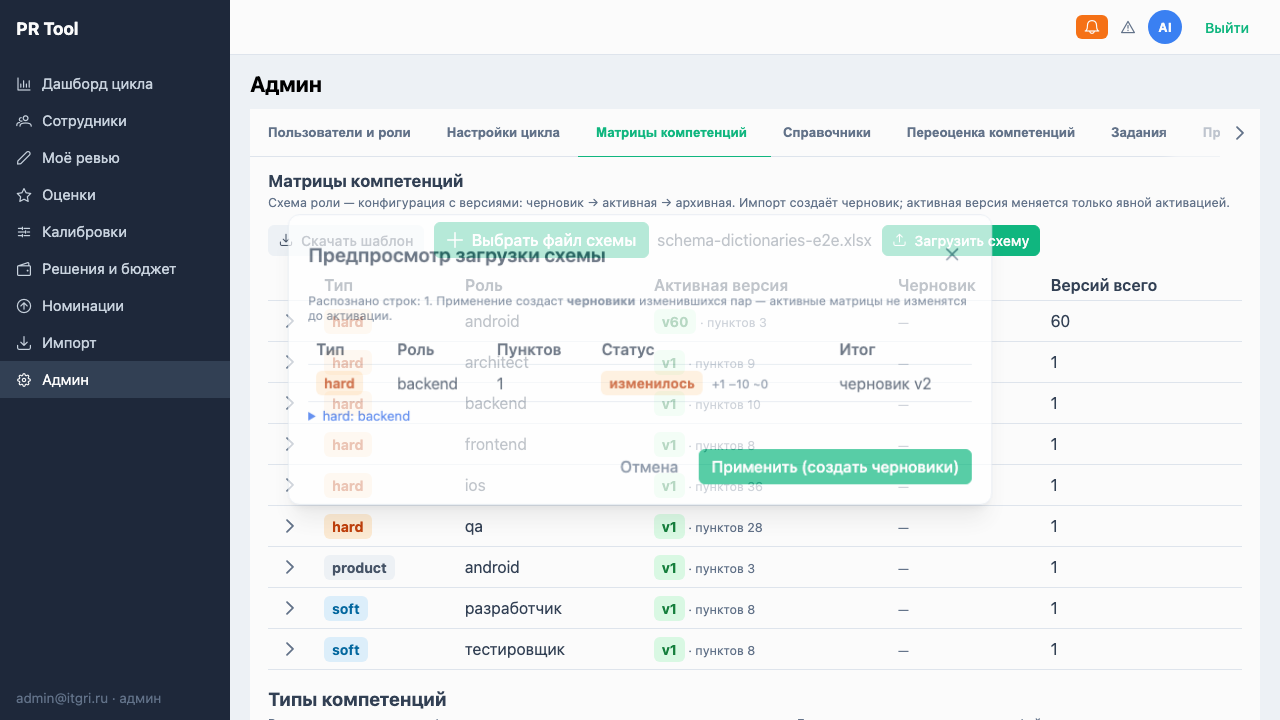 PR Tool
Дашборд цикла
Сотрудники
Моё ревью
Оценки
Калибровки
Решения и бюджет
Номинации
Импорт
Админ
admin@itgri.ru · админ
AI
Выйти
Админ
Пользователи и роли
Настройки цикла
Матрицы компетенций
Справочники
Переоценка компетенций
Задания
Пр
Матрицы компетенций
Схема роли — конфигурация с версиями: черновик → активная → архивная. Импорт создаёт черновик; активная версия меняется только явной активацией.
Скачать шаблон
Выбрать файл схемы
schema-dictionaries-e2e.xlsx
Загрузить схему
Тип Роль Активная версия Черновик Версий всего
hard android v60 · пунктов 3 — 60
hard architect v1 · пунктов 9 — 1
hard backend v1 · пунктов 10 — 1
hard frontend v1 · пунктов 8 — 1
hard ios v1 · пунктов 36 — 1
hard qa v1 · пунктов 28 — 1
product android v1 · пунктов 3 — 1
soft разработчик v1 · пунктов 8 — 1
soft тестировщик v1 · пунктов 8 — 1
Типы компетенций
Предпросмотр загрузки схемы
Распознано строк: 1. Применение создаст черновики изменившихся пар — активные матрицы не изменятся
до активации.
Тип Роль Пунктов Статус Итог
hard backend 1 изменилось +1 −10 ~0 черновик v2
hard: backend
Отмена
Применить (создать черновики)